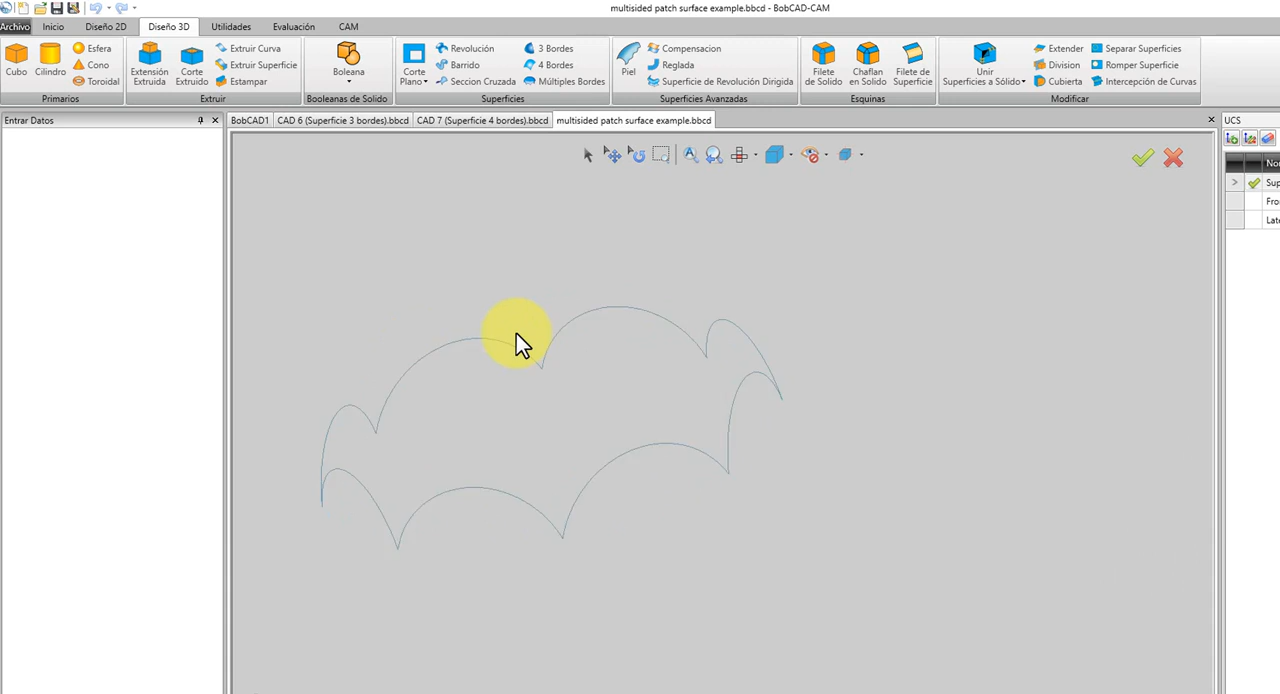 multisided patch surface example.bbcd - BobCAD-CAM
Archivo Inicio Diseño 2D Diseño 3D Utilidades Evaluación CAM
Cubo
Cilindro
Esfera
Cono
Toroidal
Primarios
Extensión Extruida
Corte Extruido
Extruir Curva
Extruir Superficie
Estampar
Extruir
Boleana
Booleanas de Solido
Corte Plano
Revolución
Barrido
Seccion Cruzada
3 Bordes
4 Bordes
Múltiples Bordes
Superficies
Piel
Compensacion
Reglada
Superficie de Revolución Dirigida
Superficies Avanzadas
Filete de Solido
Chaflan en Solido
Filete de Superficie
Esquinas
Unir Superficies a Sólido
Extender
Division
Cubierta
Separar Superficies
Romper Superficie
Intercepción de Curvas
Modificar
Entrar Datos
BobCAD1 CAD 6 (Superficie 3 bordes).bbcd CAD 7 (Superficie 4 bordes).bbcd multisided patch surface example.bbcd
UCS
No
Sup
Fro
Late